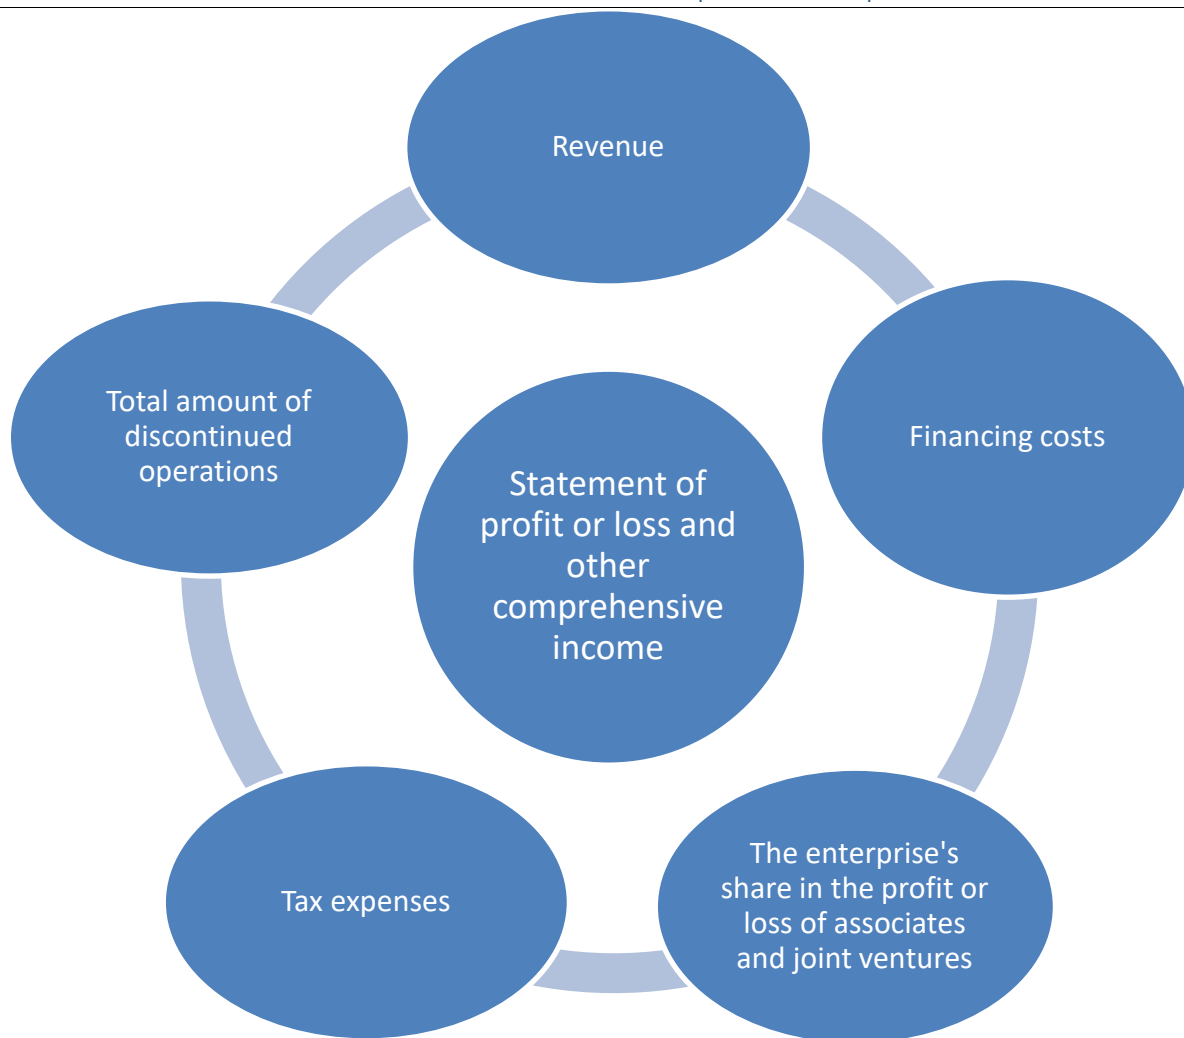 Revenue
Financing costs
Total amount of
discontinued
operations
Statement of
profit or loss and
other
comprehensive
income
The enterprise's
share in the profit or
loss of associates
and joint ventures
Tax expenses